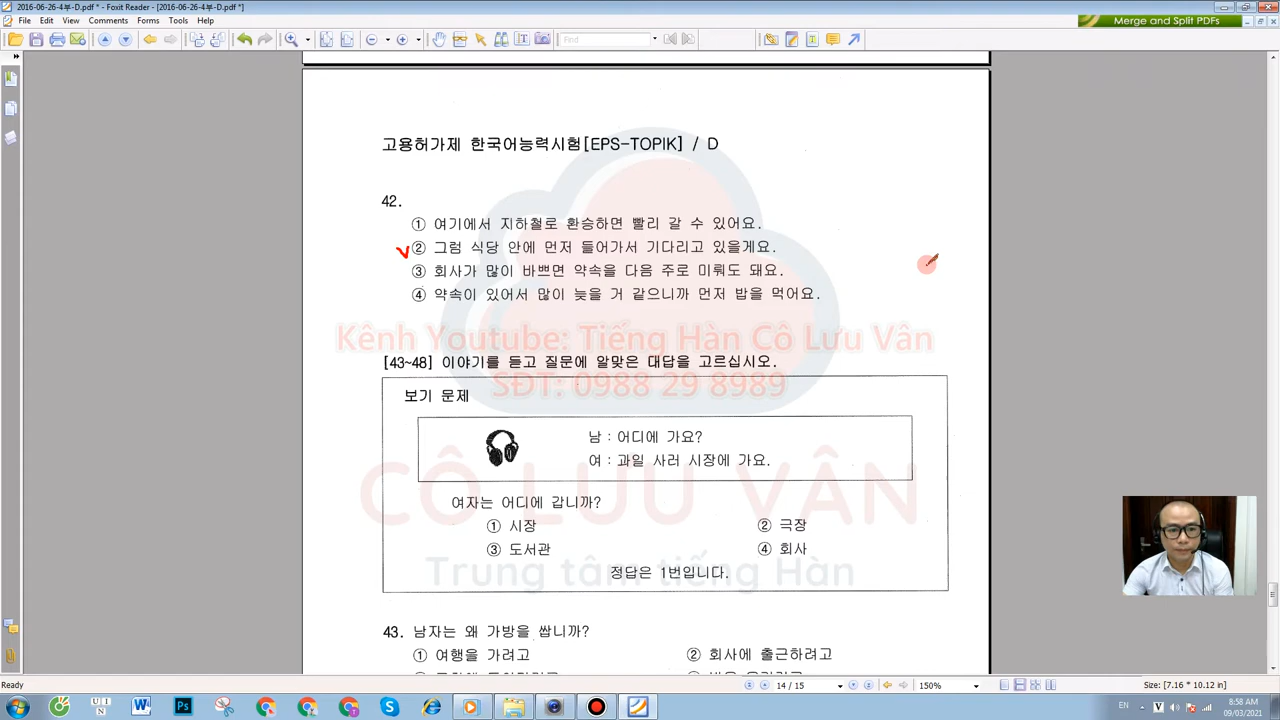 2016-06-26-4부-D.pdf * - Foxit Reader - [2016-06-26-4부-D.pdf *]
File Edit View Comments Forms Tools Help
Merge and Split PDFs
Find
고용허가제 한국어능력시험[EPS-TOPIK] / D
42.
① 여기에서 지하철로 환승하면 빨리 갈 수 있어요.
② 그럼 식당 안에 먼저 들어가서 기다리고 있을게요.
③ 회사가 많이 바쁘면 약속을 다음 주로 미뤄도 돼요.
④ 약속이 있어서 많이 늦을 거 같으니까 먼저 밥을 먹어요.
Kênh Youtube: Tiếng Hàn Cô Lưu Vân
[43~48] 이야기를 듣고 질문에 알맞은 대답을 고르십시오.
SĐT: 0988 29 8989
보기 문제
남 : 어디에 가요?
여 : 과일 사러 시장에 가요.
CÔ LƯU VÂN
여자는 어디에 갑니까?
① 시장 ② 극장
③ 도서관 ④ 회사
Trung tâm tiếng Hàn
정답은 1번입니다.
43. 남자는 왜 가방을 쌉니까?
① 여행을 가려고 ② 회사에 출근하려고
Ready
14 / 15
150%
Size: [7.16 * 10.12 in]
EN
8:58 AM
09/03/2021